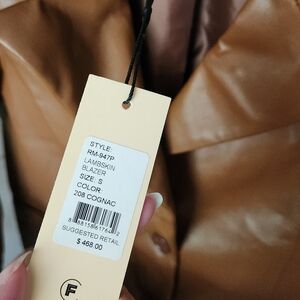 STYLE:
RM-947P
LAMBSKIN
BLAZER
SIZE: S
COLOR:
208 COGNAC
SUGGESTED RETAIL
$ 468.00
F